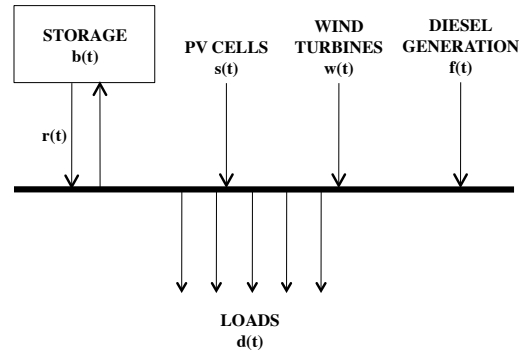 STORAGE
b(t)
r(t)
PV CELLS
s(t)
WIND
TURBINES
w(t)
DIESEL
GENERATION
f(t)
LOADS
d(t)